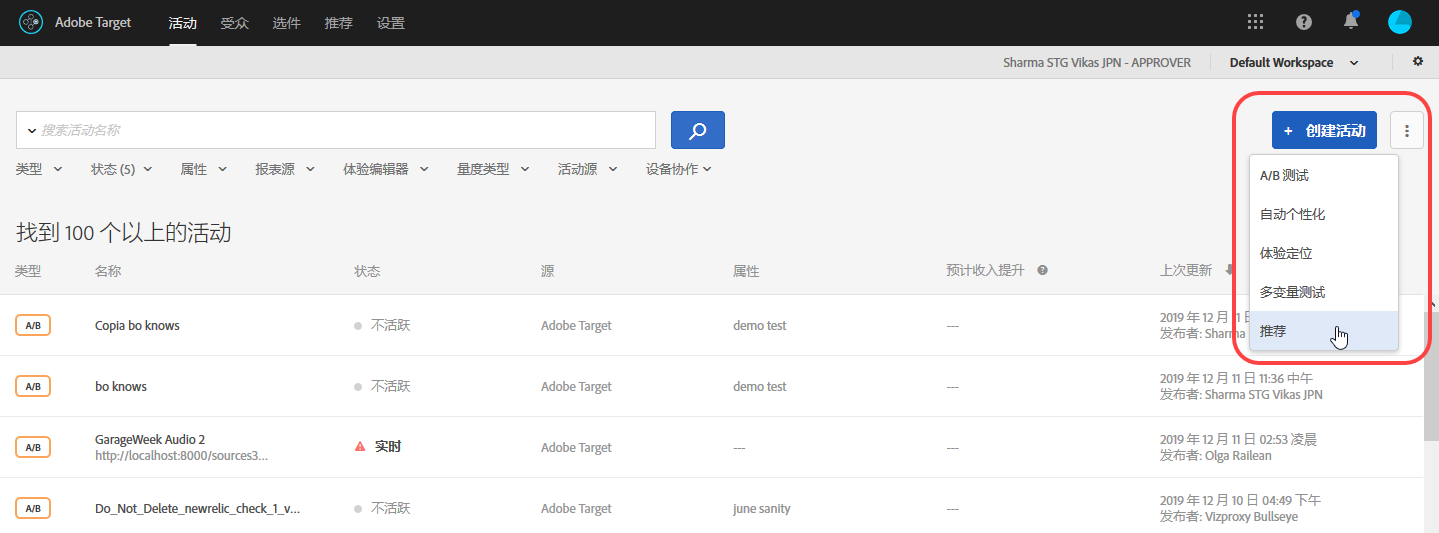 Adobe Target 活动 受众 选件 推荐 设置
Sharma STG Vikas JPN - APPROVER Default Workspace
搜索活动名称
+ 创建活动
类型 状态 (5) 属性 报表源 体验编辑器 量度类型 活动源 设备协作
A/B 测试
自动个性化
体验定位
多变量测试
推荐
找到 100 个以上的活动
类型 名称 状态 源 属性 预计收入提升 上次更新
A/B Copia bo knows 不活跃 Adobe Target demo test --- 2019 年 12 月
发布者: Sharma
A/B bo knows 不活跃 Adobe Target demo test --- 2019 年 12 月 11 日 11:36 中午
发布者: Sharma STG Vikas JPN
A/B GarageWeek Audio 2 实时 Adobe Target --- --- 2019 年 12 月 11 日 02:53 凌晨
http://localhost:8000/sources3... 发布者: Olga Railean
A/B Do_Not_Delete_newrelic_check_1_v... 不活跃 Adobe Target june sanity --- 2019 年 12 月 10 日 04:49 下午
发布者: Vizproxy Bullseye